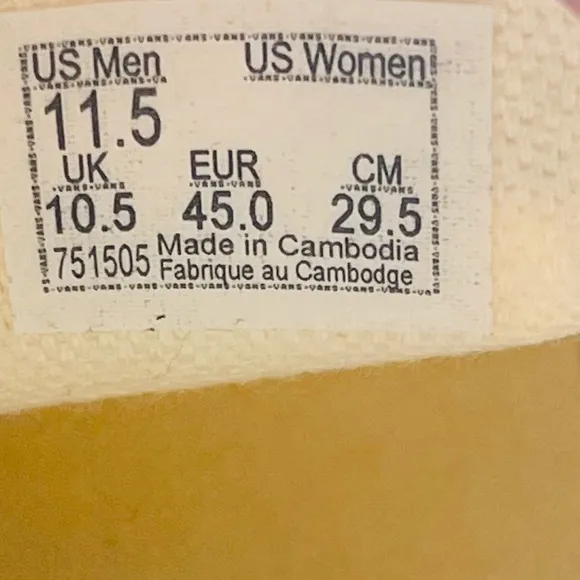 US Men US Women
11.5
UK EUR CM
10.5 45.0 29.5
751505 Made in Cambodia
Fabrique au Cambodge